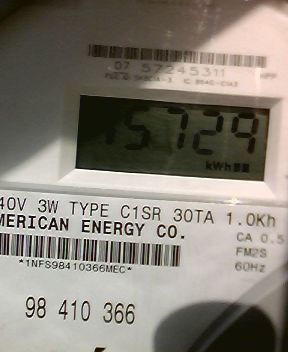 07 57245311
15729
kWh
40V 3W TYPE C1SR 30TA 1.0Kh
MERICAN ENERGY CO.
CA 0.5
FM2S
60Hz
*1NFS98410366MEC*
98 410 366